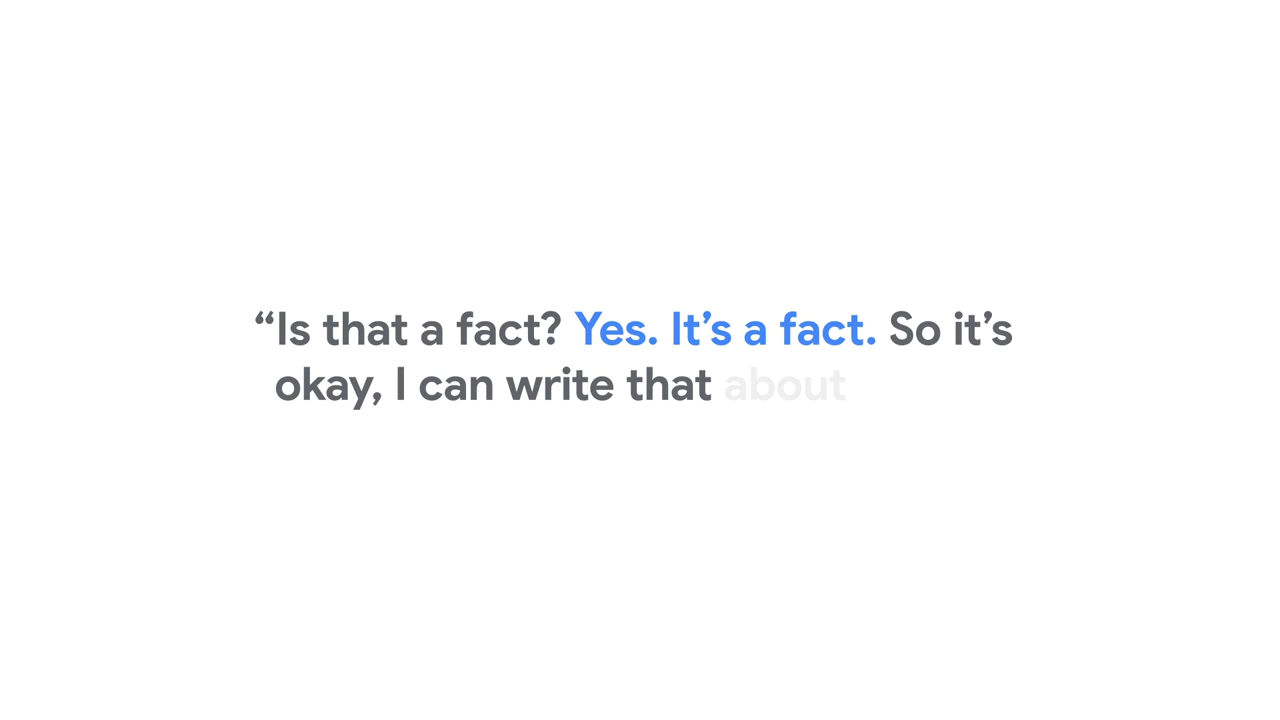 “Is that a fact? Yes. It’s a fact. So it’s
okay, I can write that about